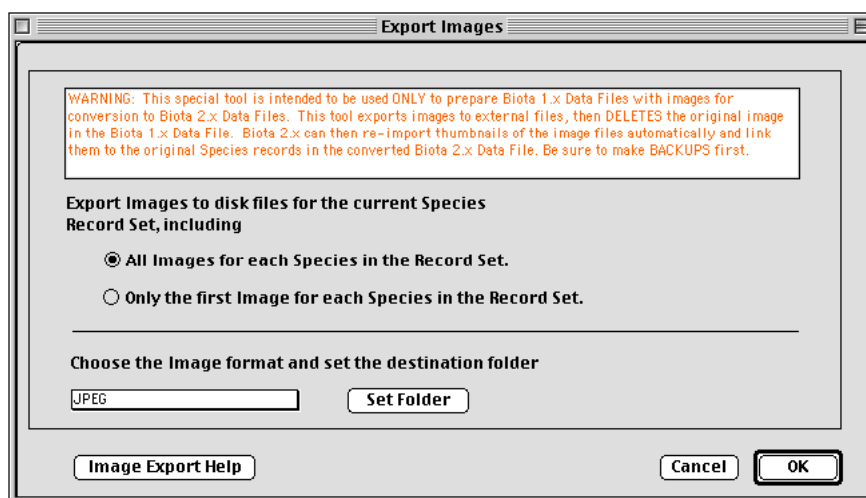 Export Images
WARNING: This special tool is intended to be used ONLY to prepare Biota 1.x Data Files with images for
conversion to Biota 2.x Data Files. This tool exports images to external files, then DELETES the original image
in the Biota 1.x Data File. Biota 2.x can then re-import thumbnails of the image files automatically and link
them to the original Species records in the converted Biota 2.x Data File. Be sure to make BACKUPS first.
Export Images to disk files for the current Species
Record Set, including
All Images for each Species in the Record Set.
Only the first Image for each Species in the Record Set.
Choose the Image format and set the destination folder
JPEG
Set Folder
Image Export Help
Cancel
OK